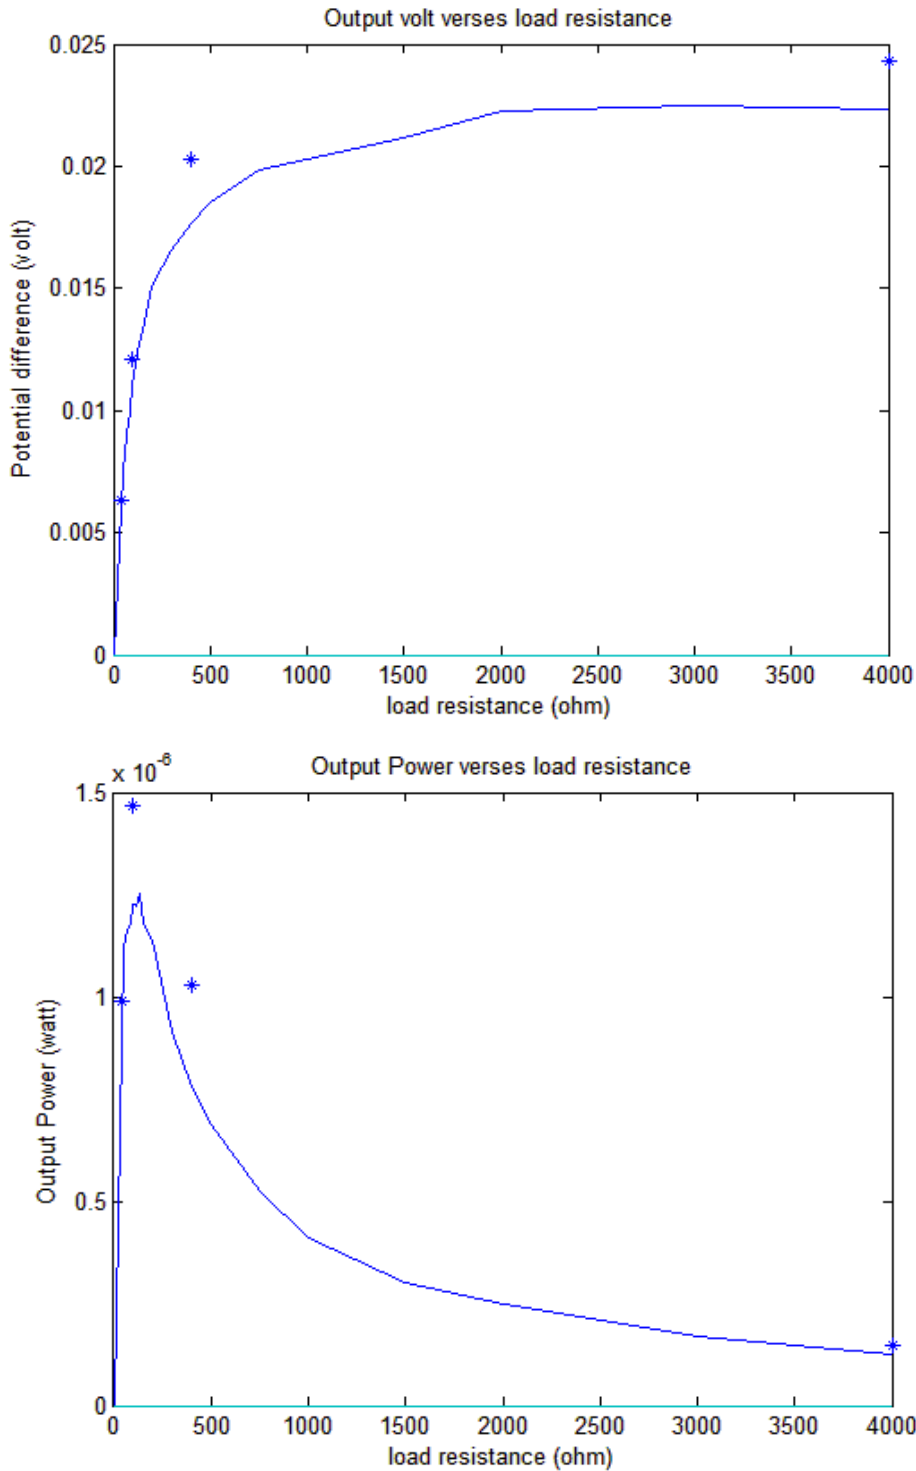 Output volt verses load resistance
0.025
0.02
0.015
0.01
0.005
0
Potential difference (volt)
0 500 1000 1500 2000 2500 3000 3500 4000
load resistance (ohm)
Output Power verses load resistance
x 10^-6
1.5
1
0.5
0
Output Power (watt)
0 500 1000 1500 2000 2500 3000 3500 4000
load resistance (ohm)